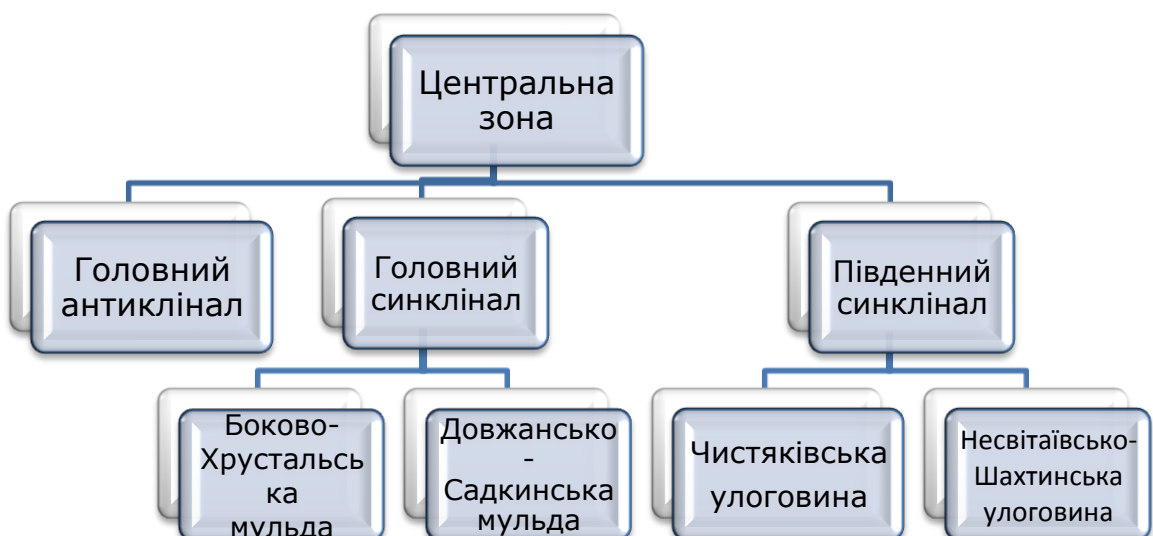 Центральна
зона
Головний
антиклінал
Головний
синклінал
Південний
синклінал
Боково-
Хрустальсь
ка
мульда
Довжансько
-
Садкинська
мульда
Чистяківська
улоговина
Несвітаївсько-
Шахтинська
улоговина